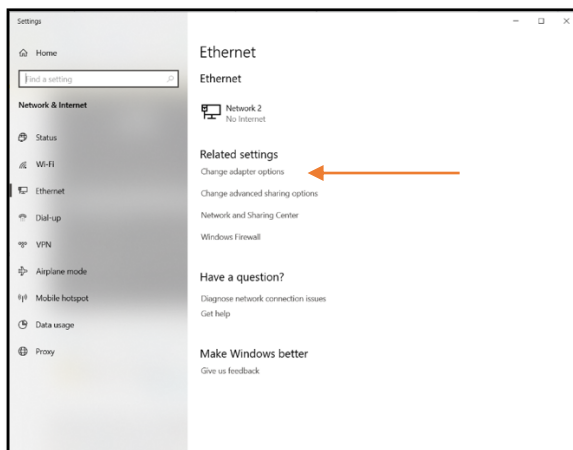 Settings
Home
Find a setting
Network & Internet
Status
Wi-Fi
Ethernet
Dial-up
VPN
Airplane mode
Mobile hotspot
Data usage
Proxy
Ethernet
Ethernet
Network 2
No Internet
Related settings
Change adapter options
Change advanced sharing options
Network and Sharing Center
Windows Firewall
Have a question?
Diagnose network connection issues
Get help
Make Windows better
Give us feedback